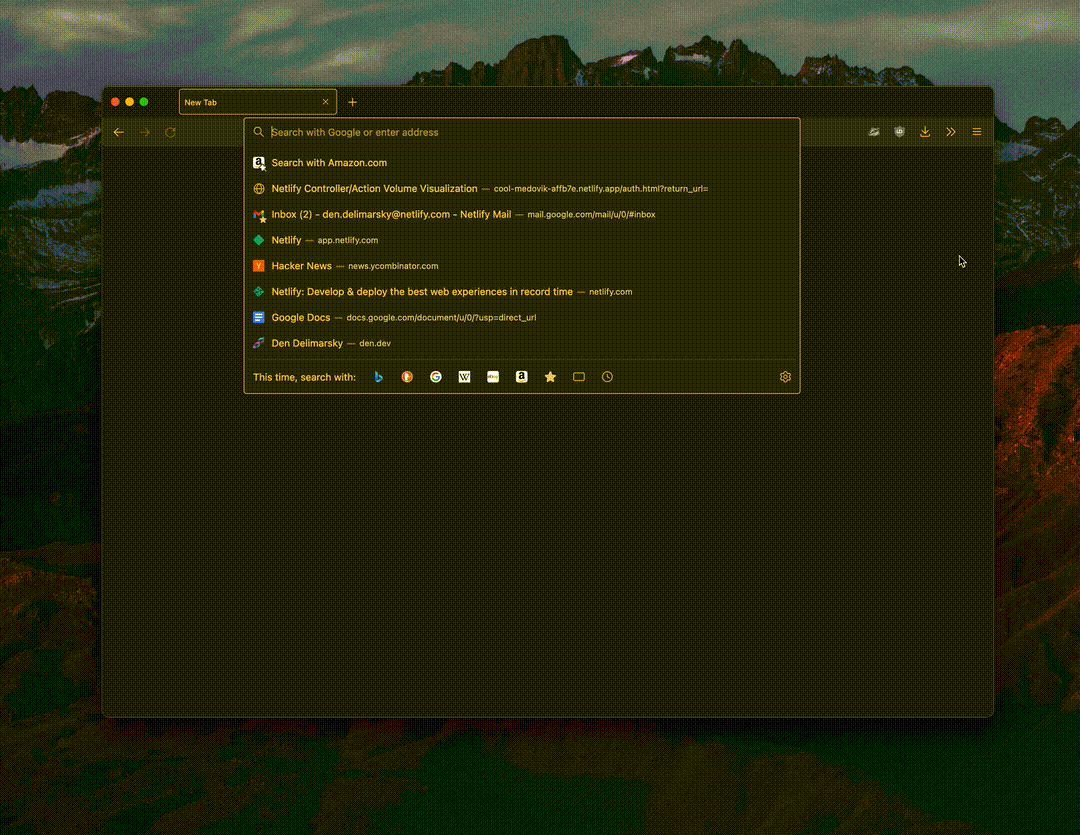 New Tab
Search with Google or enter address
Search with Amazon.com
Netlify Controller/Action Volume Visualization — cool-medovik-affb7e.netlify.app/auth.html?return_url=
Inbox (2) - den.delimarsky@netlify.com - Netlify Mail — mail.google.com/mail/u/0/#inbox
Netlify — app.netlify.com
Hacker News — news.ycombinator.com
Netlify: Develop & deploy the best web experiences in record time — netlify.com
Google Docs — docs.google.com/document/u/0/?usp=direct_url
Den Delimarsky — den.dev
This time, search with: